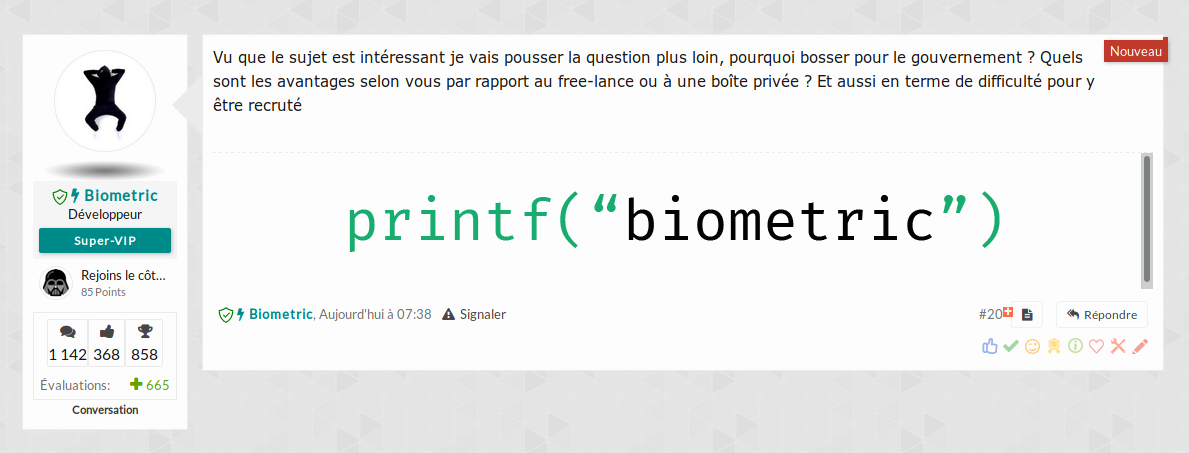 Vu que le sujet est intéressant je vais pousser la question plus loin, pourquoi bosser pour le gouvernement ? Quels
sont les avantages selon vous par rapport au free-lance ou à une boîte privée ? Et aussi en terme de difficulté pour y
être recruté
Nouveau
Biometric
Développeur
Super-VIP
Rejoins le côt...
85 Points
1 142 368 858
Évaluations: 665
Conversation
printf(“biometric”)
Biometric, Aujourd'hui à 07:38 Signaler
#20 Répondre